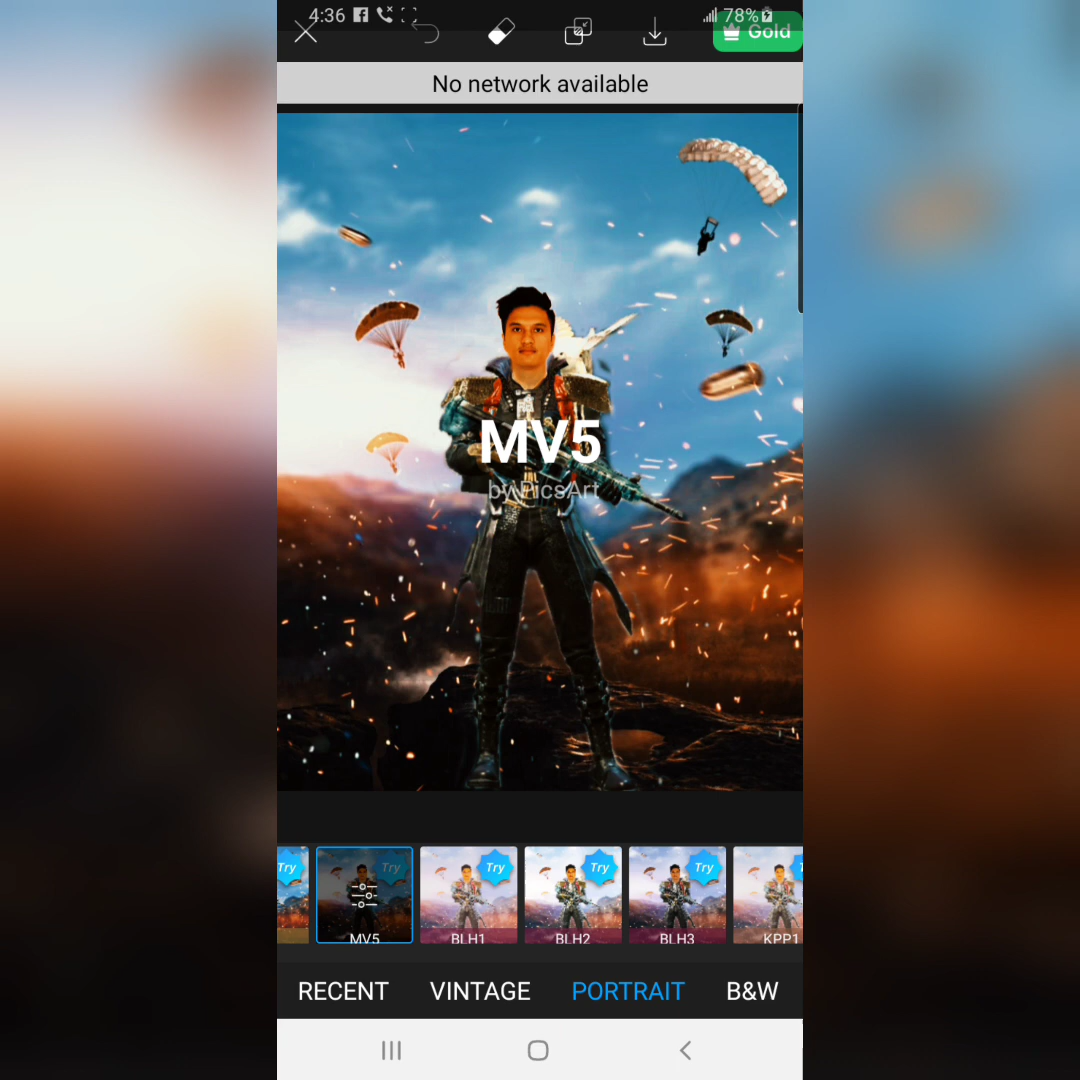 4:36
78%
Gold
No network available
MV5
by PicsArt
Try
Try
Try
Try
Try
MV5
BLH1
BLH2
BLH3
KPP1
RECENT
VINTAGE
PORTRAIT
B&W